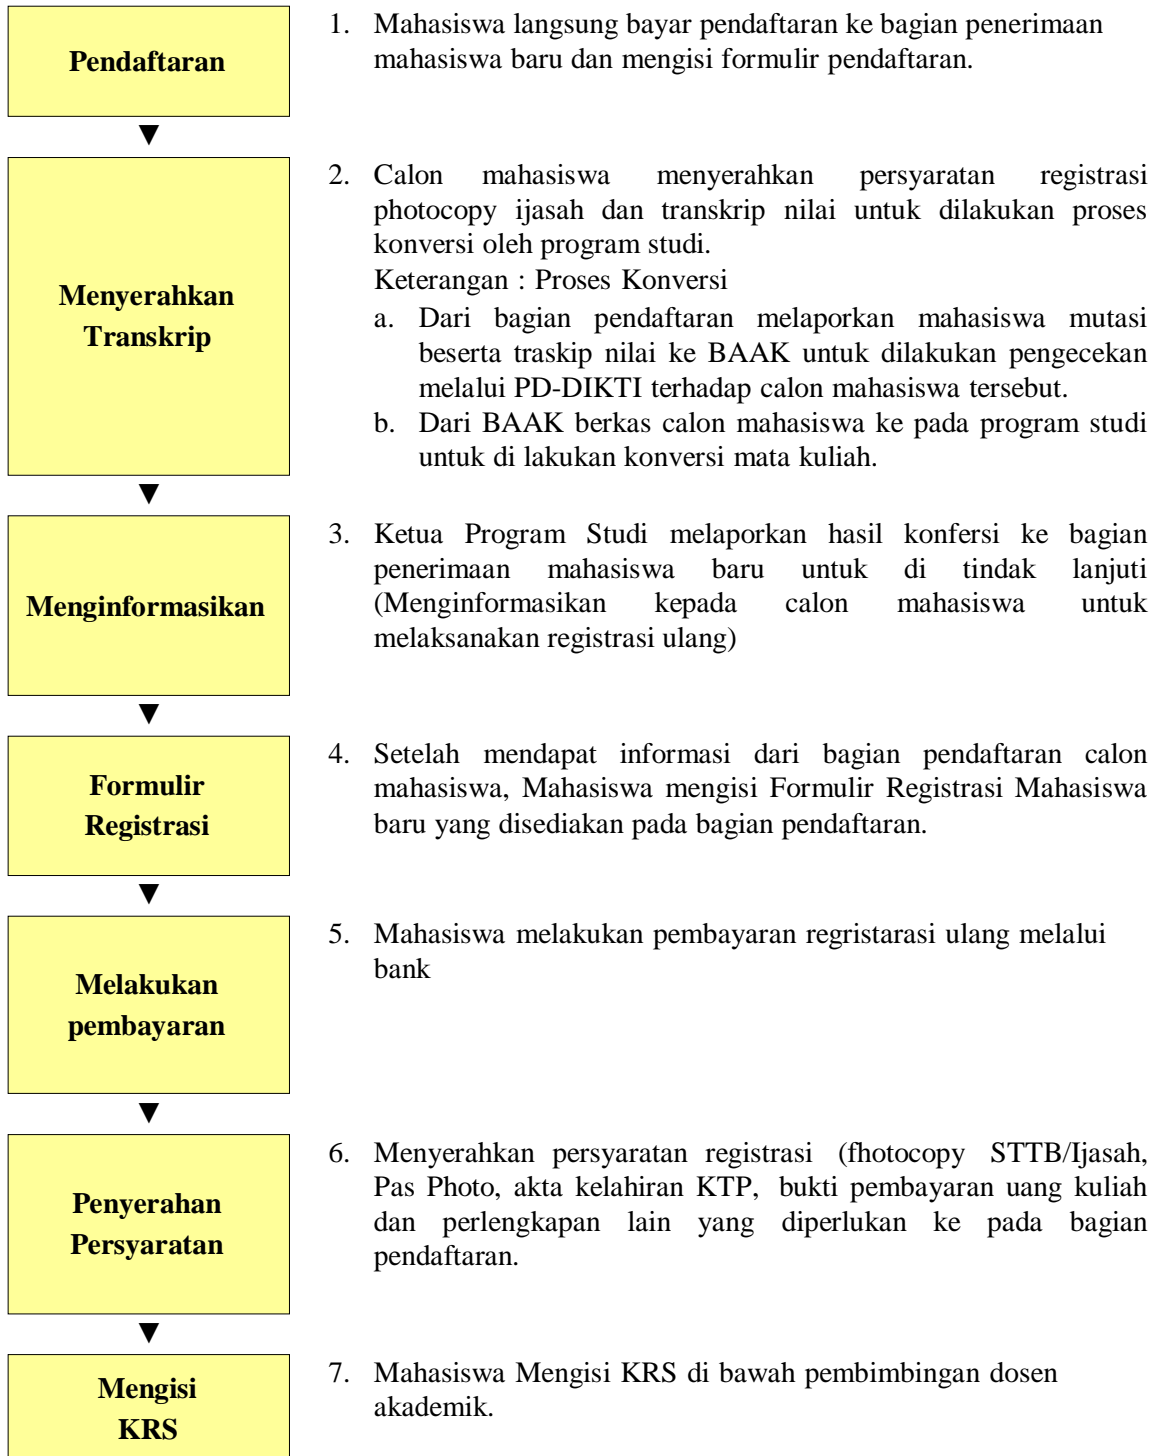 Pendaftaran
1. Mahasiswa langsung bayar pendaftaran ke bagian penerimaan
mahasiswa baru dan mengisi formulir pendaftaran.
▼
Menyerahkan
Transkrip
2. Calon mahasiswa menyerahkan persyaratan registrasi
photocopy ijasah dan transkrip nilai untuk dilakukan proses
konversi oleh program studi.
Keterangan : Proses Konversi
a. Dari bagian pendaftaran melaporkan mahasiswa mutasi
beserta traskip nilai ke BAAK untuk dilakukan pengecekan
melalui PD-DIKTI terhadap calon mahasiswa tersebut.
b. Dari BAAK berkas calon mahasiswa ke pada program studi
untuk di lakukan konversi mata kuliah.
▼
Menginformasikan
3. Ketua Program Studi melaporkan hasil konfersi ke bagian
penerimaan mahasiswa baru untuk di tindak lanjuti
(Menginformasikan kepada calon mahasiswa untuk
melaksanakan registrasi ulang)
▼
Formulir
Registrasi
4. Setelah mendapat informasi dari bagian pendaftaran calon
mahasiswa, Mahasiswa mengisi Formulir Registrasi Mahasiswa
baru yang disediakan pada bagian pendaftaran.
▼
Melakukan
pembayaran
5. Mahasiswa melakukan pembayaran regristarasi ulang melalui
bank
▼
Penyerahan
Persyaratan
6. Menyerahkan persyaratan registrasi (fhotocopy STTB/Ijasah,
Pas Photo, akta kelahiran KTP, bukti pembayaran uang kuliah
dan perlengkapan lain yang diperlukan ke pada bagian
pendaftaran.
▼
Mengisi
KRS
7. Mahasiswa Mengisi KRS di bawah pembimbingan dosen
akademik.